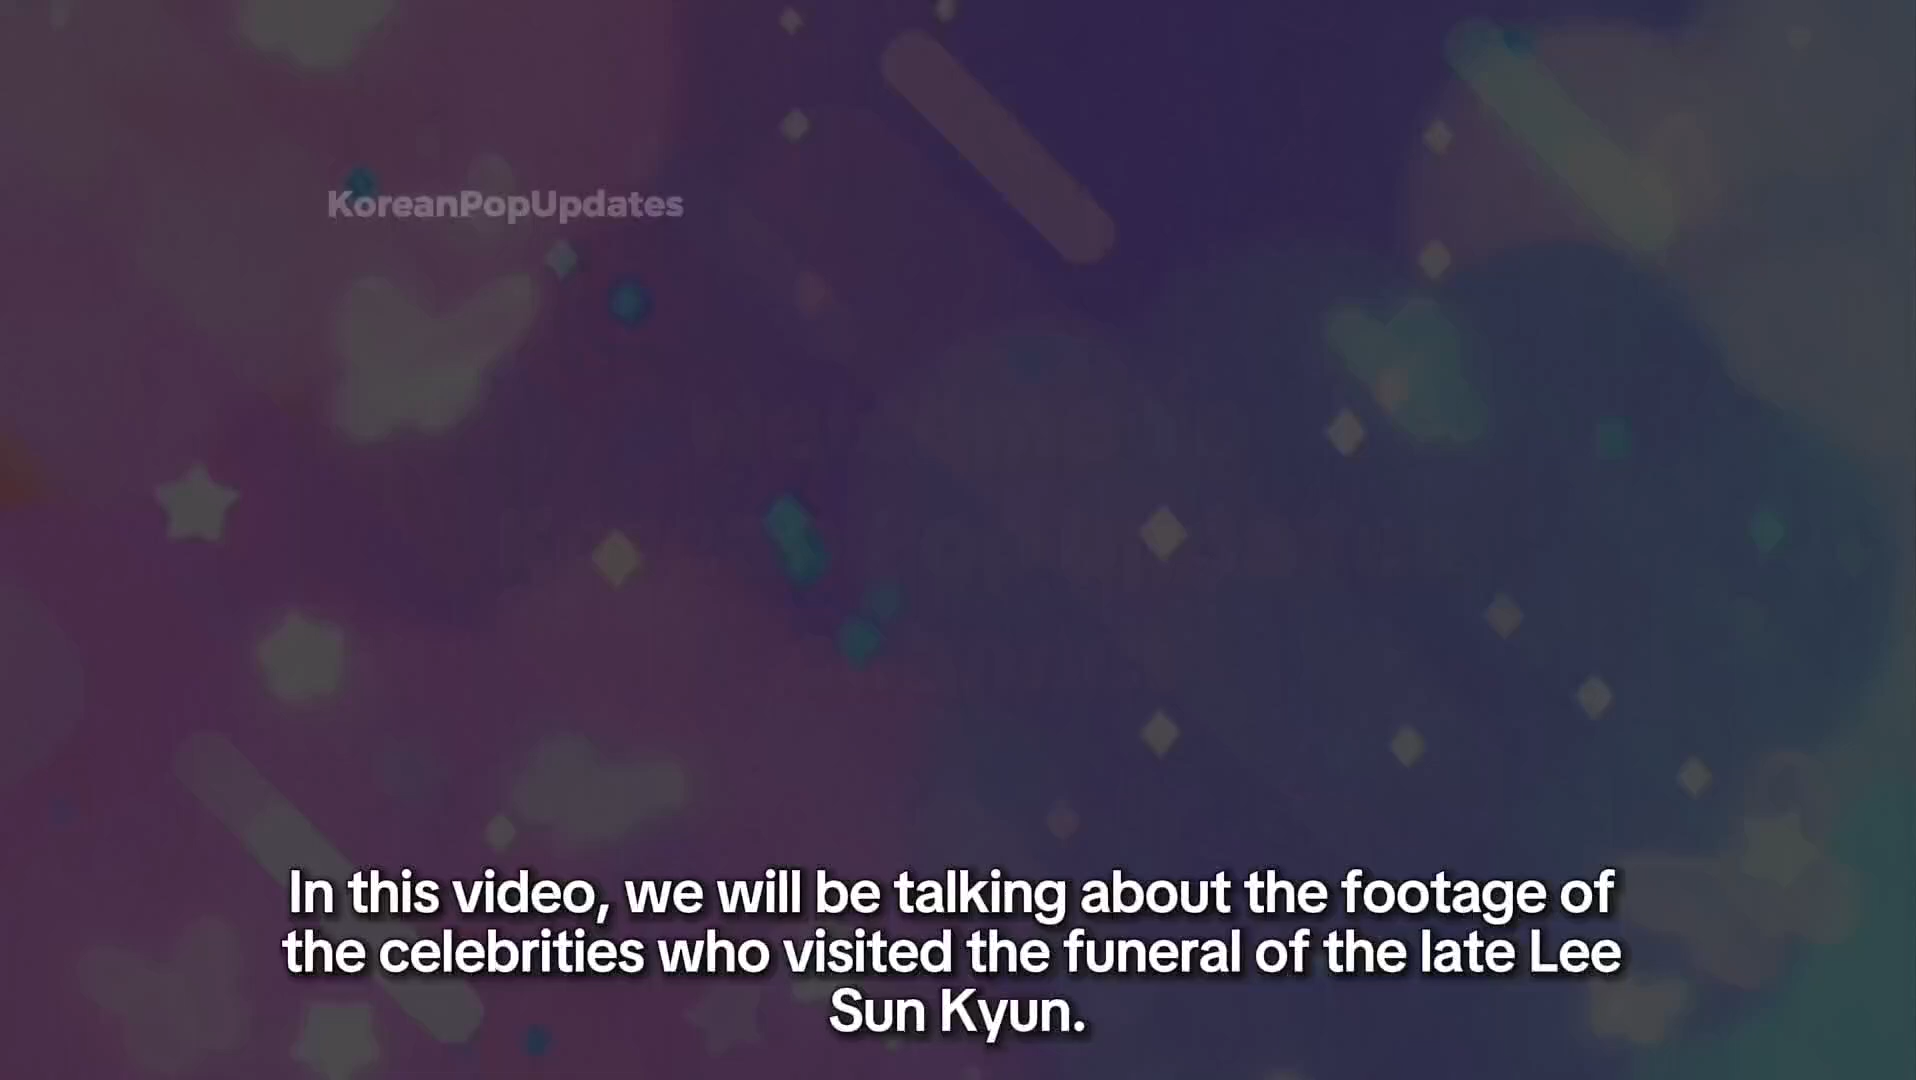 KoreanPopUpdates
In this video, we will be talking about the footage of
the celebrities who visited the funeral of the late Lee
Sun Kyun.